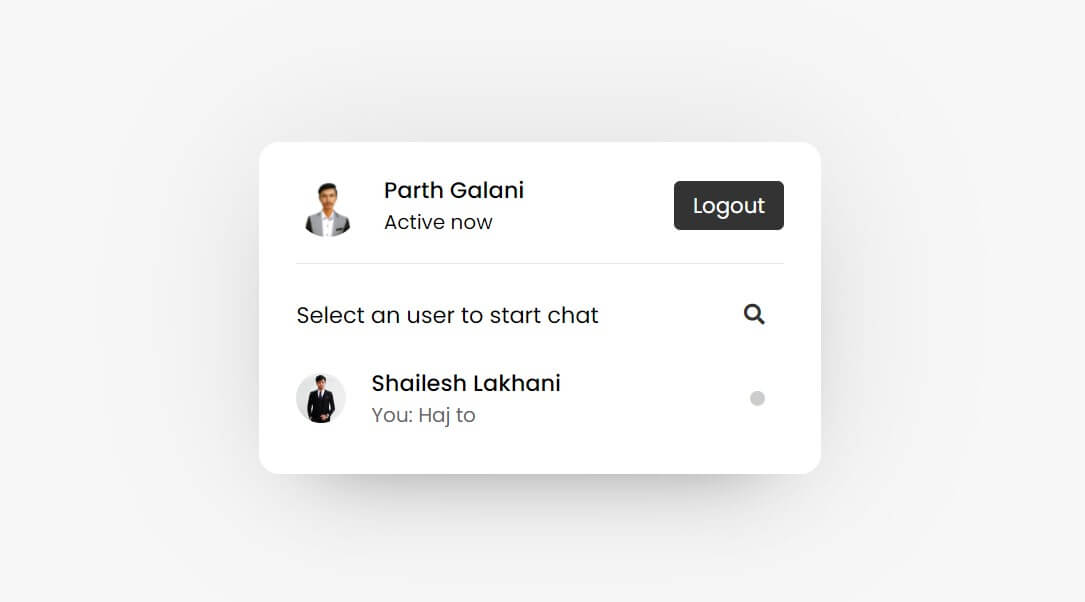 Parth Galani
Active now
Logout
Select an user to start chat
Shailesh Lakhani
You: Haj to